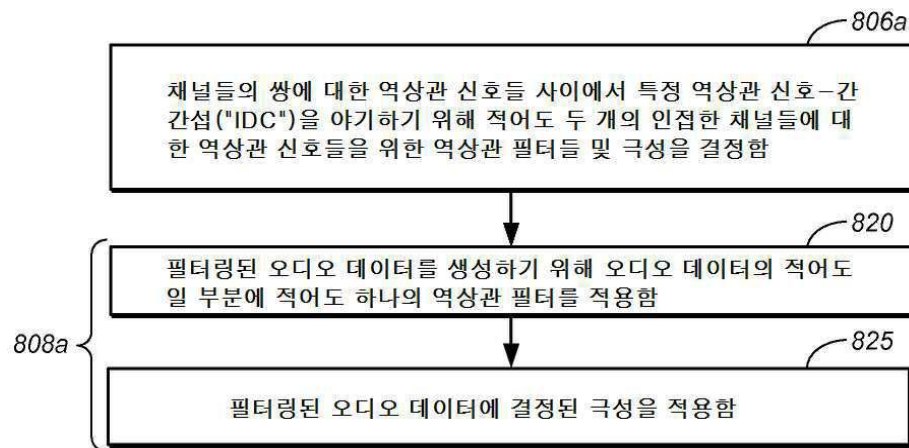 806a
채널들의 쌍에 대한 역상관 신호들 사이에서 특정 역상관 신호-간
간섭("IDC")을 야기하기 위해 적어도 두 개의 인접한 채널들에 대
한 역상관 신호들을 위한 역상관 필터들 및 극성을 결정함
820
필터링된 오디오 데이터를 생성하기 위해 오디오 데이터의 적어도
일 부분에 적어도 하나의 역상관 필터를 적용함
808a
825
필터링된 오디오 데이터에 결정된 극성을 적용함